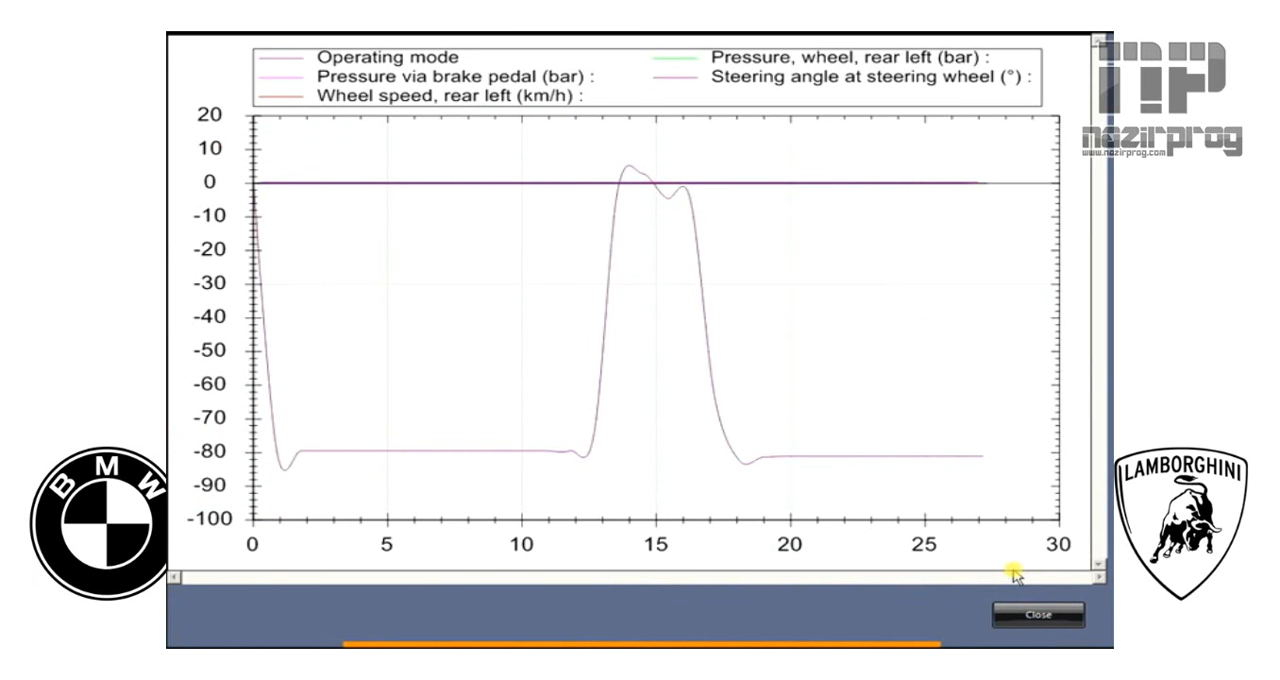 Operating mode
Pressure, wheel, rear left (bar) :
Pressure via brake pedal (bar) :
Steering angle at steering wheel (°) :
Wheel speed, rear left (km/h) :
20
10
0
-10
-20
-30
-40
-50
-60
-70
-80
-90
-100
0 5 10 15 20 25 30
Close
NP
nazirprog
www.nazirprog.com
BMW
LAMBORGHINI